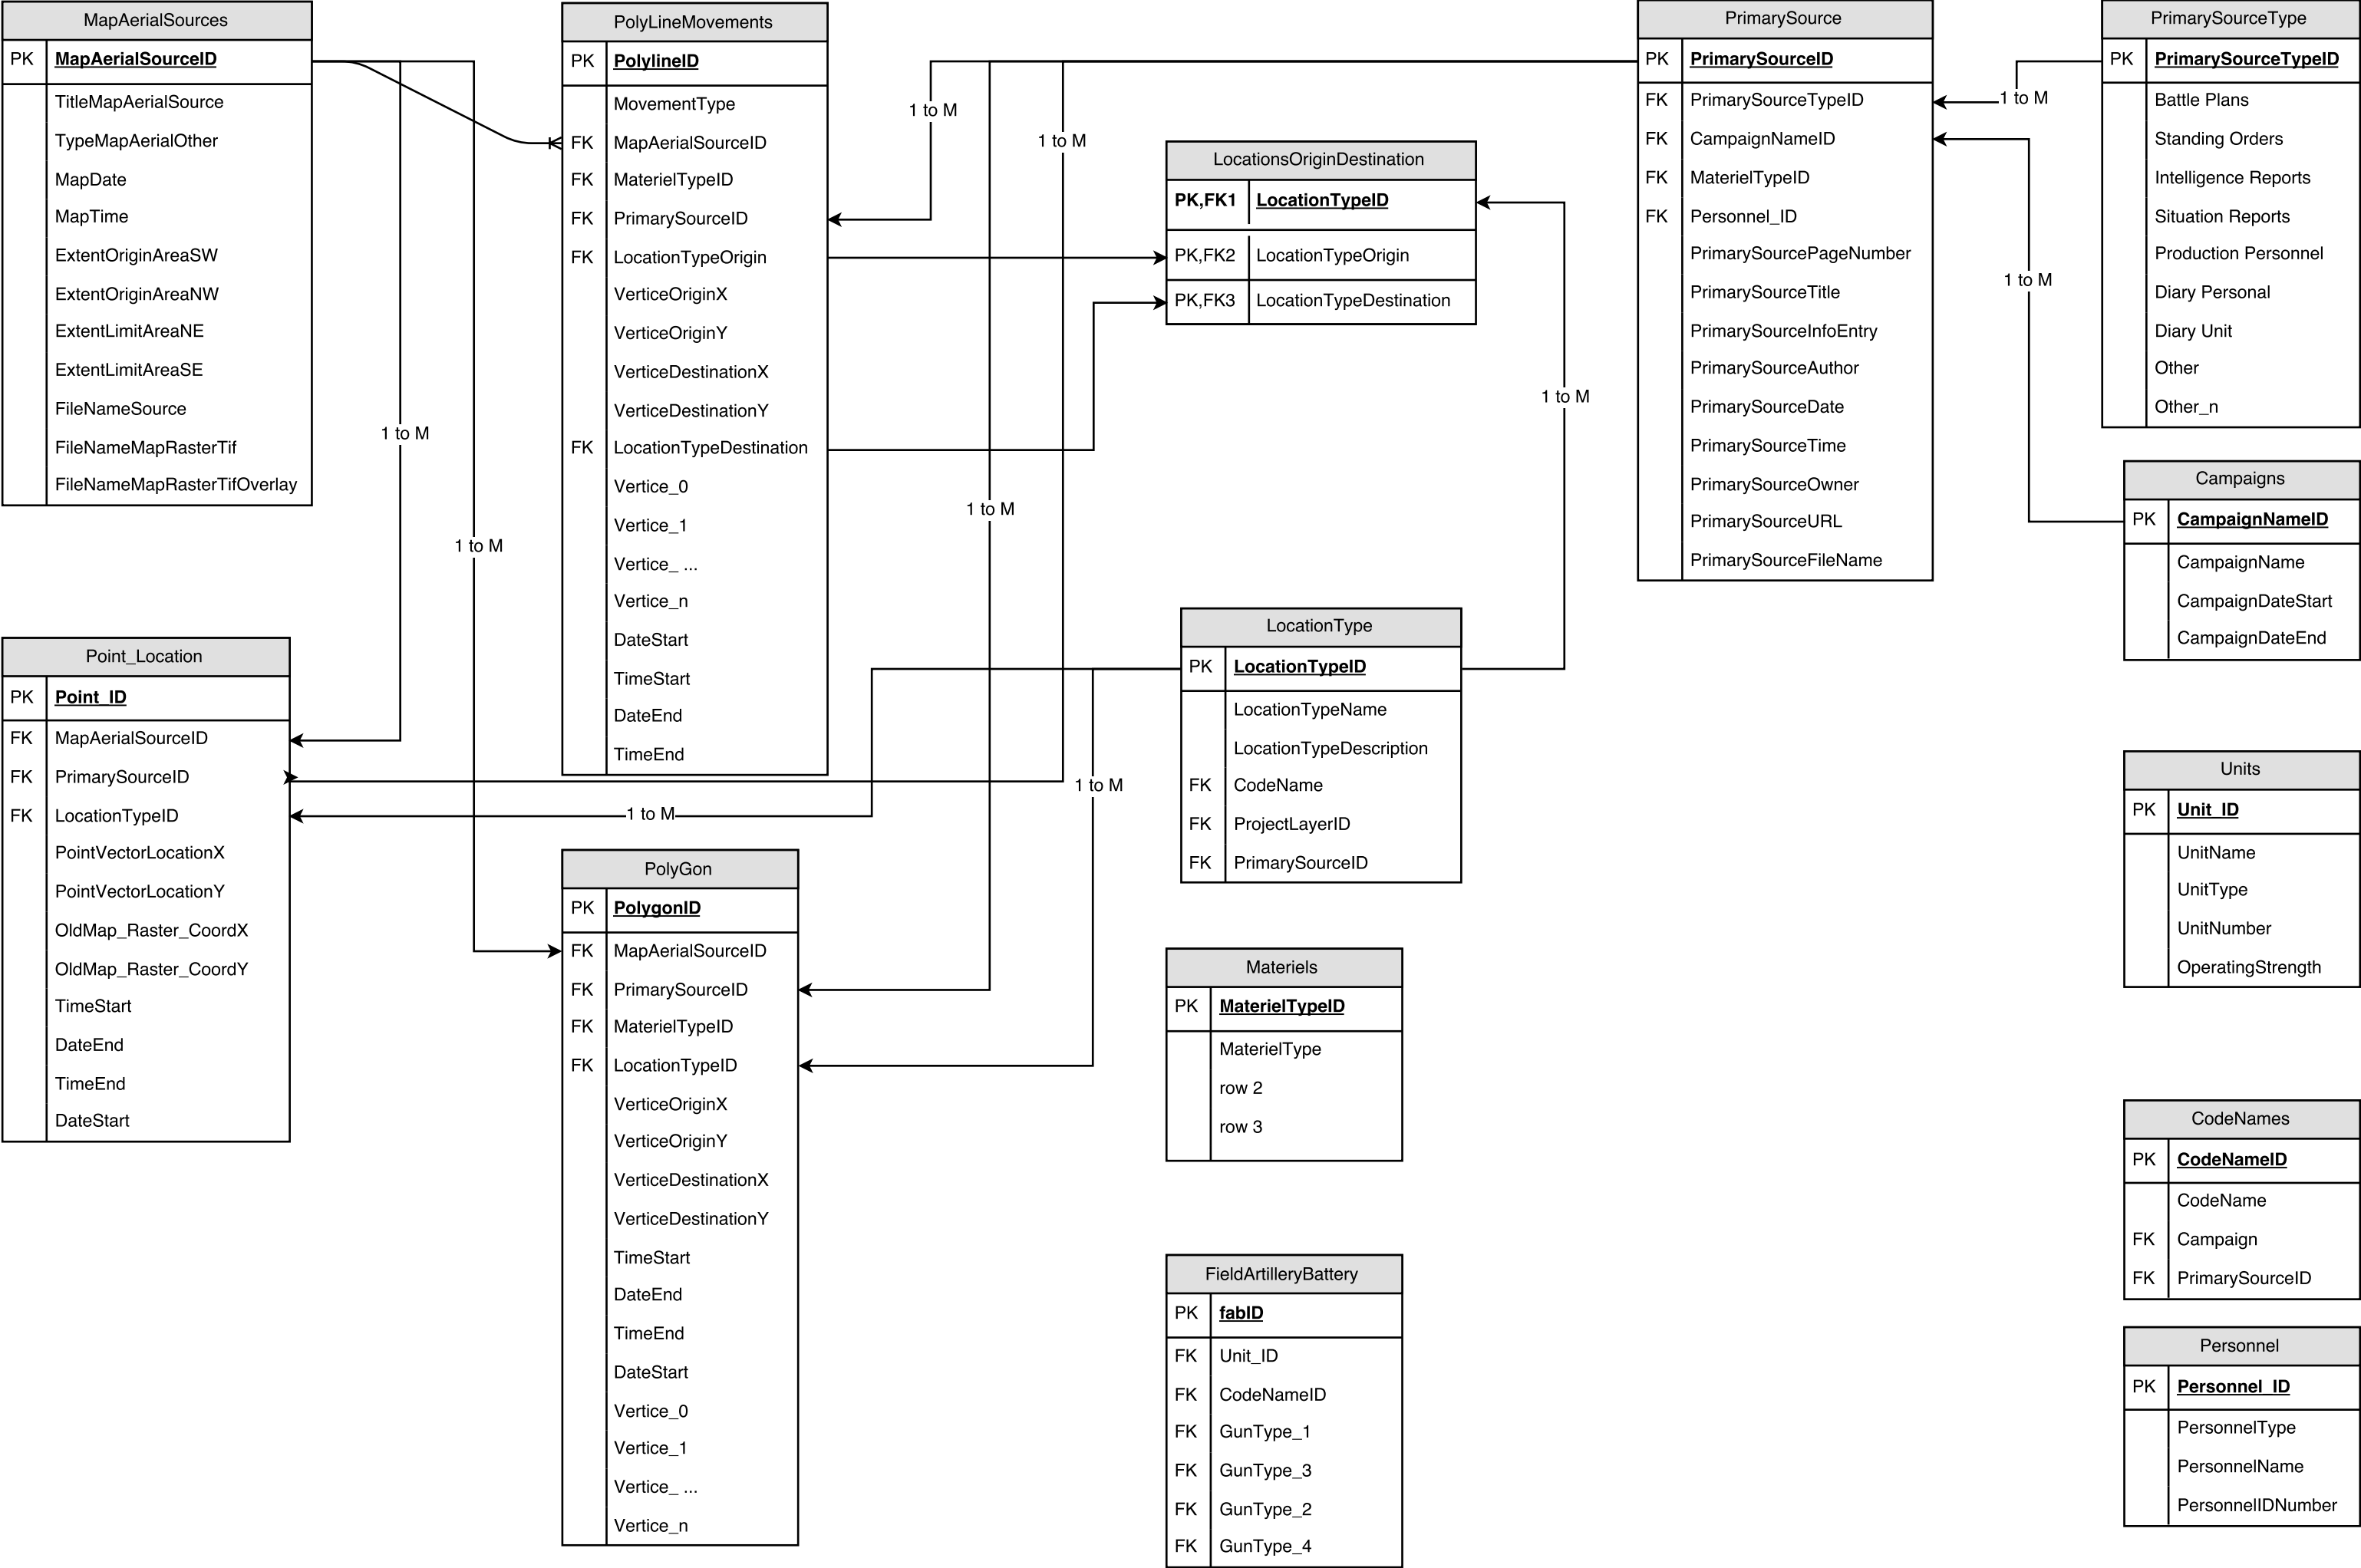 MapAerialSources
PK MapAerialSourceID
TitleMapAerialSource
TypeMapAerialOther
MapDate
MapTime
ExtentOriginAreaSW
ExtentOriginAreaNW
ExtentLimitAreaNE
ExtentLimitAreaSE
FileNameSource
FileNameMapRasterTif
FileNameMapRasterTifOverlay
PolyLineMovements
PK PolylineID
MovementType
FK MapAerialSourceID
FK MaterielTypeID
FK PrimarySourceID
FK LocationTypeOrigin
VerticeOriginX
VerticeOriginY
VerticeDestinationX
VerticeDestinationY
FK LocationTypeDestination
Vertice_0
Vertice_1
Vertice_ ...
Vertice_n
DateStart
TimeStart
DateEnd
TimeEnd
LocationsOriginDestination
PK,FK1 LocationTypeID
PK,FK2 LocationTypeOrigin
PK,FK3 LocationTypeDestination
PrimarySource
PK PrimarySourceID
FK PrimarySourceTypeID
FK CampaignNameID
FK MaterielTypeID
FK Personnel_ID
PrimarySourcePageNumber
PrimarySourceTitle
PrimarySourceInfoEntry
PrimarySourceAuthor
PrimarySourceDate
PrimarySourceTime
PrimarySourceOwner
PrimarySourceURL
PrimarySourceFileName
PrimarySourceType
PK PrimarySourceTypeID
Battle Plans
Standing Orders
Intelligence Reports
Situation Reports
Production Personnel
Diary Personal
Diary Unit
Other
Other_n
1 to M
1 to M
1 to M
1 to M
1 to M
1 to M
1 to M
1 to M
1 to M
1 to M
Campaigns
PK CampaignNameID
CampaignName
CampaignDateStart
CampaignDateEnd
Point_Location
PK Point_ID
FK MapAerialSourceID
FK PrimarySourceID
FK LocationTypeID
PointVectorLocationX
PointVectorLocationY
OldMap_Raster_CoordX
OldMap_Raster_CoordY
TimeStart
DateEnd
TimeEnd
DateStart
PolyGon
PK PolygonID
FK MapAerialSourceID
FK PrimarySourceID
FK MaterielTypeID
FK LocationTypeID
VerticeOriginX
VerticeOriginY
VerticeDestinationX
VerticeDestinationY
TimeStart
DateEnd
TimeEnd
DateStart
Vertice_0
Vertice_1
Vertice_ ...
Vertice_n
LocationType
PK LocationTypeID
LocationTypeName
LocationTypeDescription
FK CodeName
FK ProjectLayerID
FK PrimarySourceID
Materiels
PK MaterielTypeID
MaterielType
row 2
row 3
FieldArtilleryBattery
PK fabID
FK Unit_ID
FK CodeNameID
FK GunType_1
FK GunType_3
FK GunType_2
FK GunType_4
Units
PK Unit_ID
UnitName
UnitType
UnitNumber
OperatingStrength
CodeNames
PK CodeNameID
CodeName
FK Campaign
FK PrimarySourceID
Personnel
PK Personnel_ID
PersonnelType
PersonnelName
PersonnelIDNumber